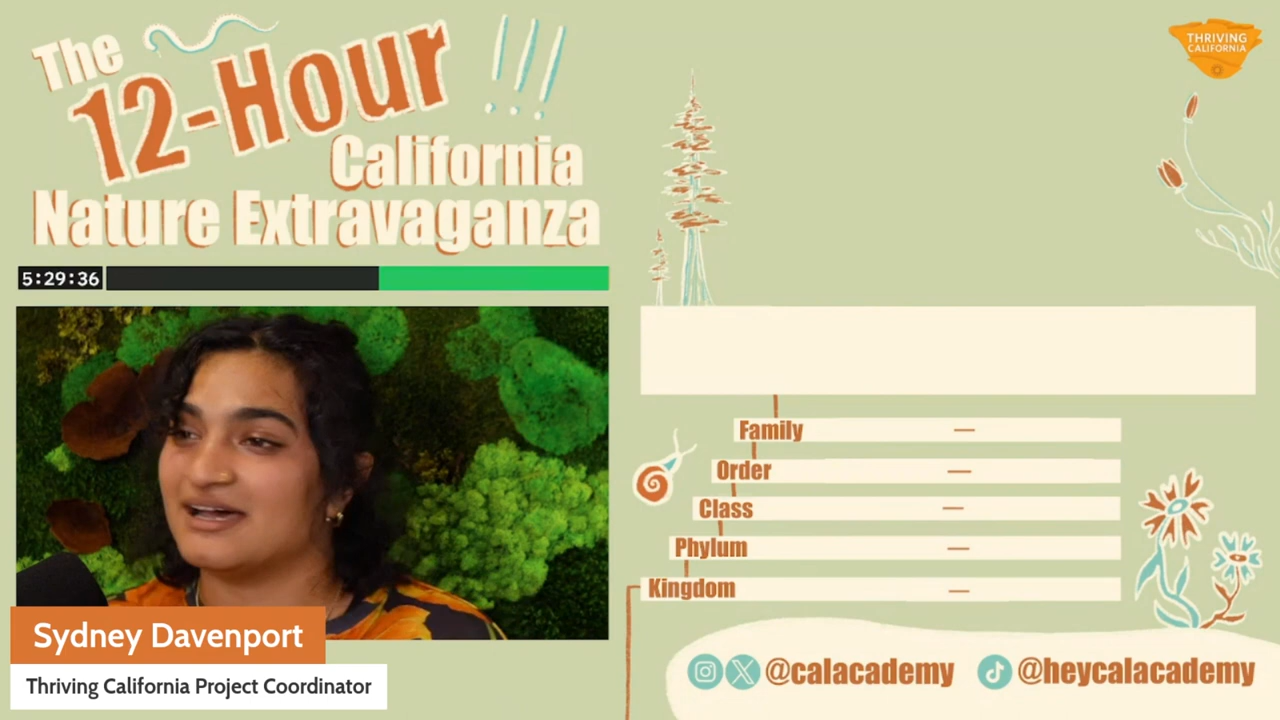 The
12-Hour!!!
California
Nature Extravaganza
THRIVING
CALIFORNIA
5:29:36
Family —
Order —
Class —
Phylum —
Kingdom —
Sydney Davenport
Thriving California Project Coordinator
@calacademy
@heycalacademy